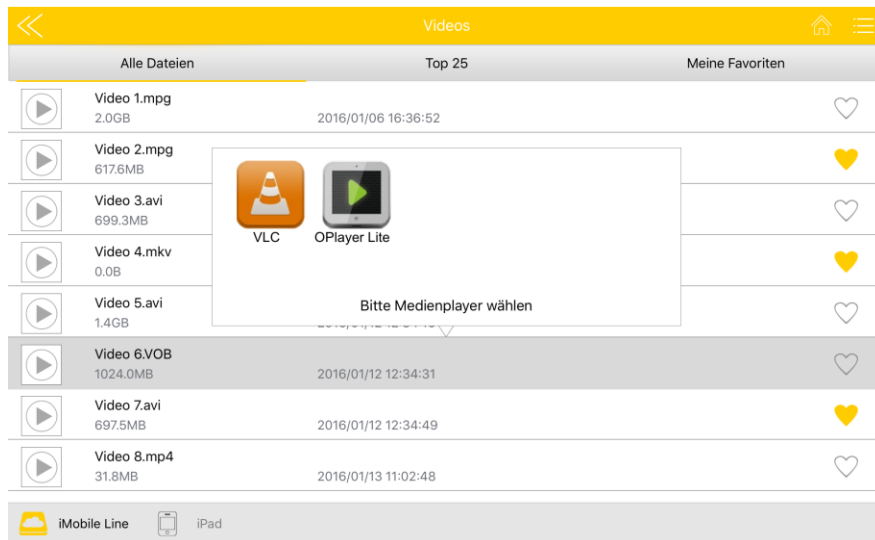 Videos
Alle Dateien Top 25 Meine Favoriten
Video 1.mpg
2.0GB 2016/01/06 16:36:52
Video 2.mpg
617.6MB
Video 3.avi
699.3MB
Video 4.mkv
0.0B
Video 5.avi
1.4GB
VLC OPlayer Lite
Bitte Medienplayer wählen
Video 6.VOB
1024.0MB 2016/01/12 12:34:31
Video 7.avi
697.5MB 2016/01/12 12:34:49
Video 8.mp4
31.8MB 2016/01/13 11:02:48
iMobile Line iPad